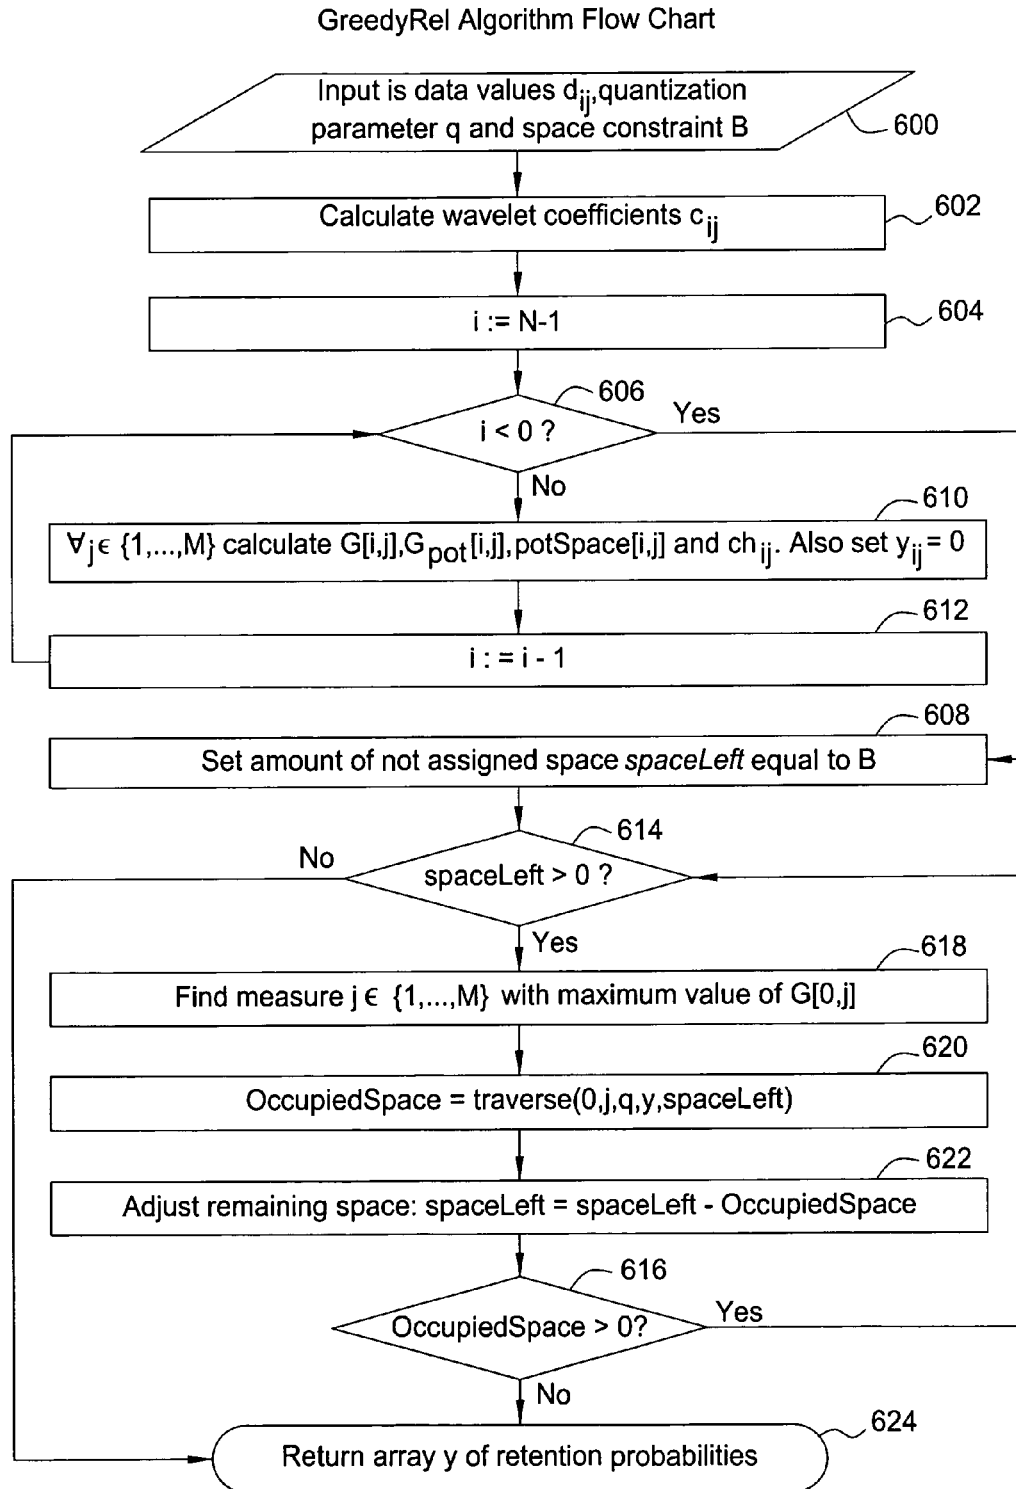 GreedyRel Algorithm Flow Chart
Input is data values dij,quantization
parameter q and space constraint B
600
Calculate wavelet coefficients cij
602
i := N-1
604
606
i < 0 ?
Yes
No
610
∀j ϵ {1,...,M} calculate G[i,j],Gpot[i,j],potSpace[i,j] and chij. Also set yij = 0
612
i : = i - 1
608
Set amount of not assigned space spaceLeft equal to B
614
No
spaceLeft > 0 ?
Yes
618
Find measure j ϵ {1,...,M} with maximum value of G[0,j]
620
OccupiedSpace = traverse(0,j,q,y,spaceLeft)
622
Adjust remaining space: spaceLeft = spaceLeft - OccupiedSpace
616
OccupiedSpace > 0?
Yes
No
624
Return array y of retention probabilities